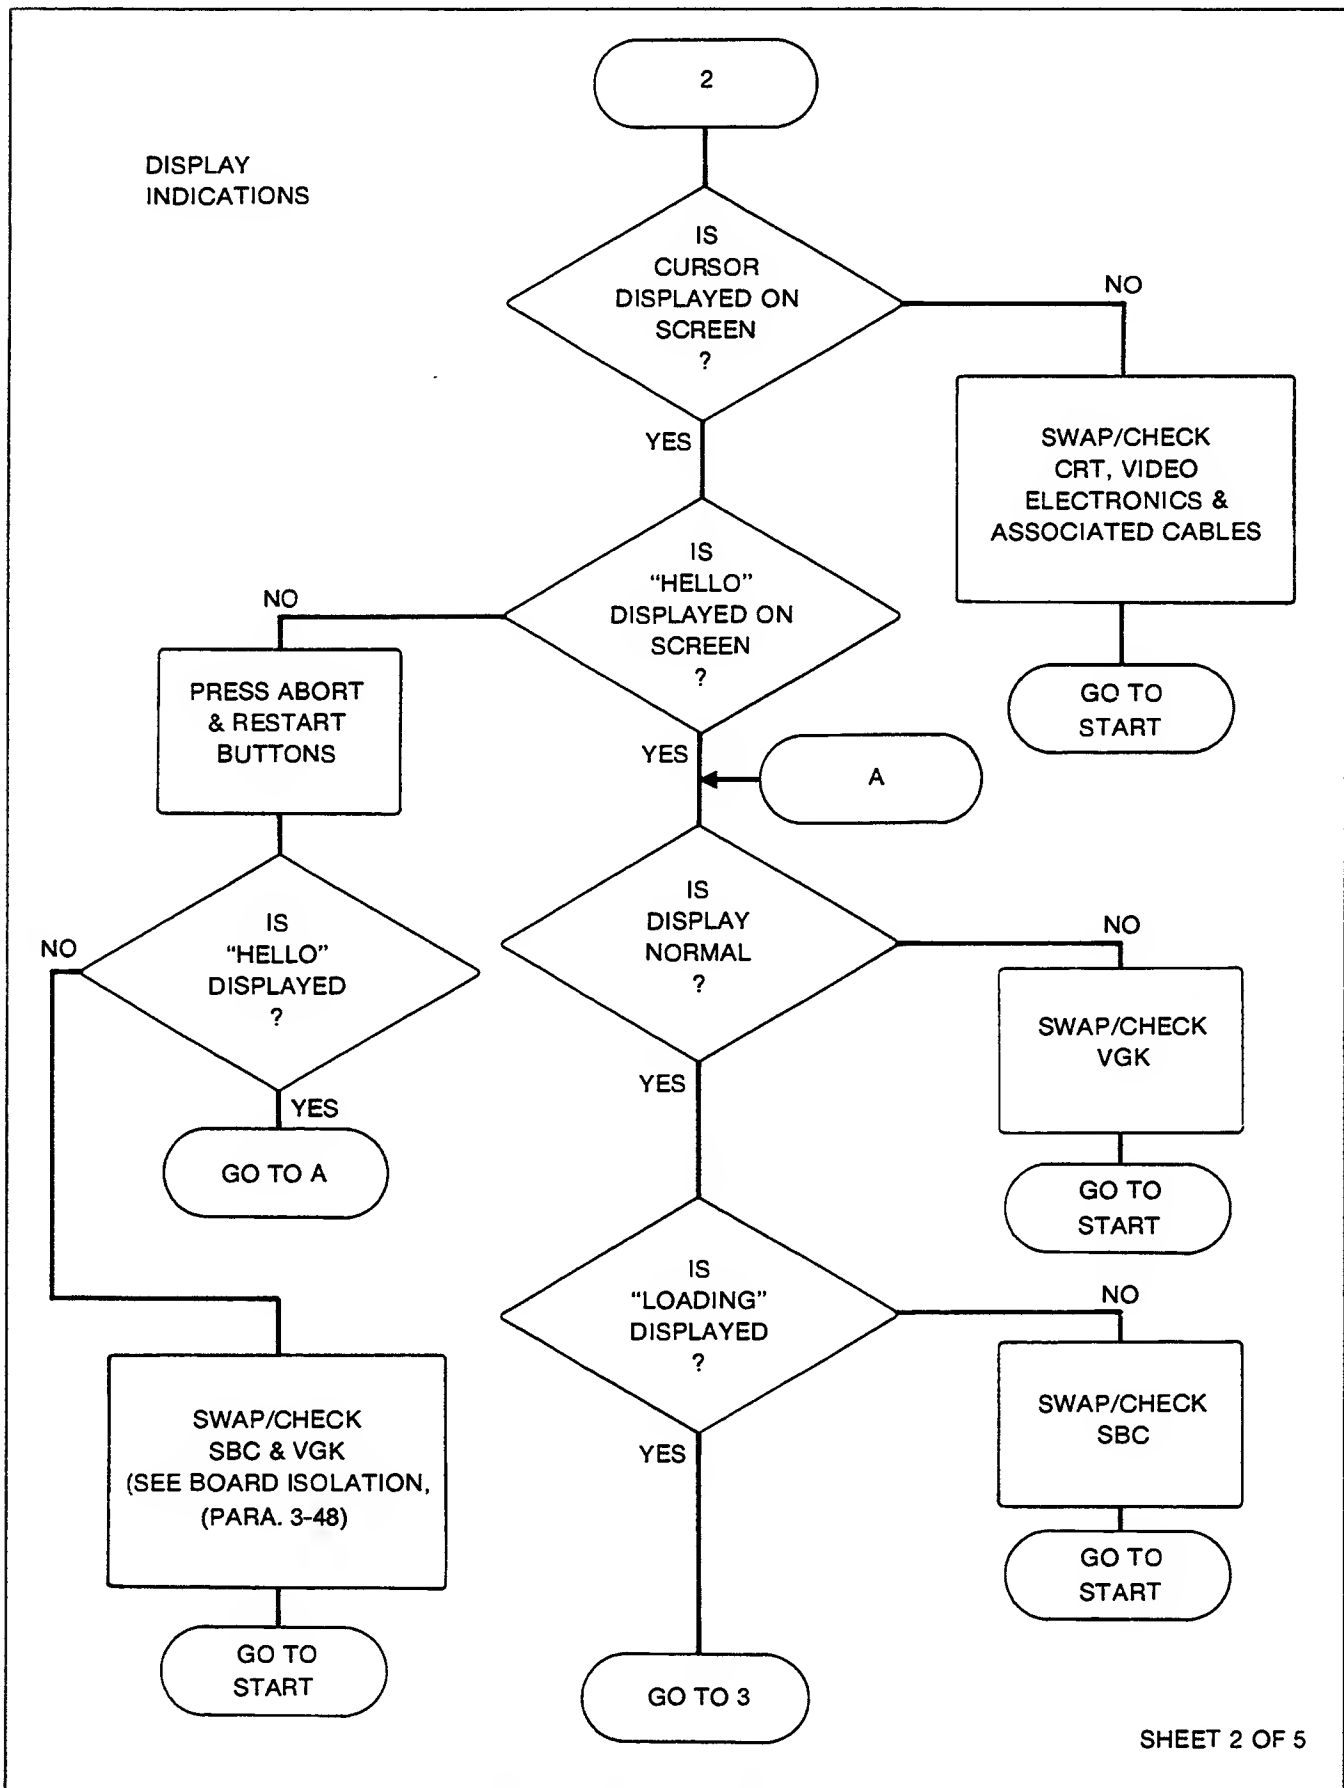 2
DISPLAY
INDICATIONS
IS
CURSOR
DISPLAYED ON
SCREEN
?
NO
YES
SWAP/CHECK
CRT, VIDEO
ELECTRONICS &
ASSOCIATED CABLES
GO TO
START
IS
“HELLO”
DISPLAYED ON
SCREEN
?
NO
YES
PRESS ABORT
& RESTART
BUTTONS
A
IS
“HELLO”
DISPLAYED
?
NO
YES
GO TO A
IS
DISPLAY
NORMAL
?
NO
YES
SWAP/CHECK
VGK
GO TO
START
IS
“LOADING”
DISPLAYED
?
NO
YES
SWAP/CHECK
SBC
GO TO
START
SWAP/CHECK
SBC & VGK
(SEE BOARD ISOLATION,
(PARA. 3-48)
GO TO
START
GO TO 3
SHEET 2 OF 5